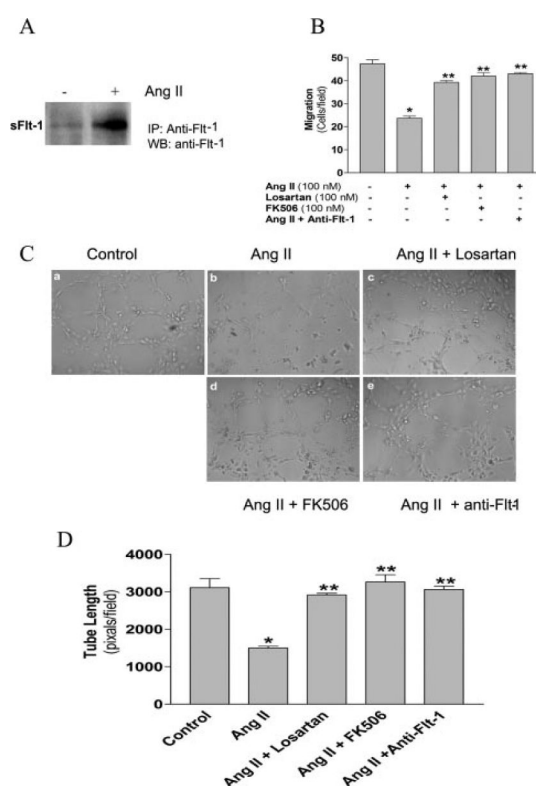 A
- + Ang II
sFlt-1
IP: Anti-Flt-1
WB: anti-Flt-1
B
Migration
(Cells/field)
50
40
30
20
10
0
*
**
**
**
Ang II (100 nM) - + + + +
Losartan (100 nM) - - + - -
FK506 (100 nM) - - - + -
Ang II + Anti-Flt-1 - - - - +
C
Control Ang II Ang II + Losartan
a b c
d e
Ang II + FK506 Ang II + anti-Flt-1
D
Tube Length
(pixals/field)
4000
3000
2000
1000
0
*
**
**
**
Control
Ang II
Ang II + Losartan
Ang II + FK506
Ang II +Anti-Flt-1